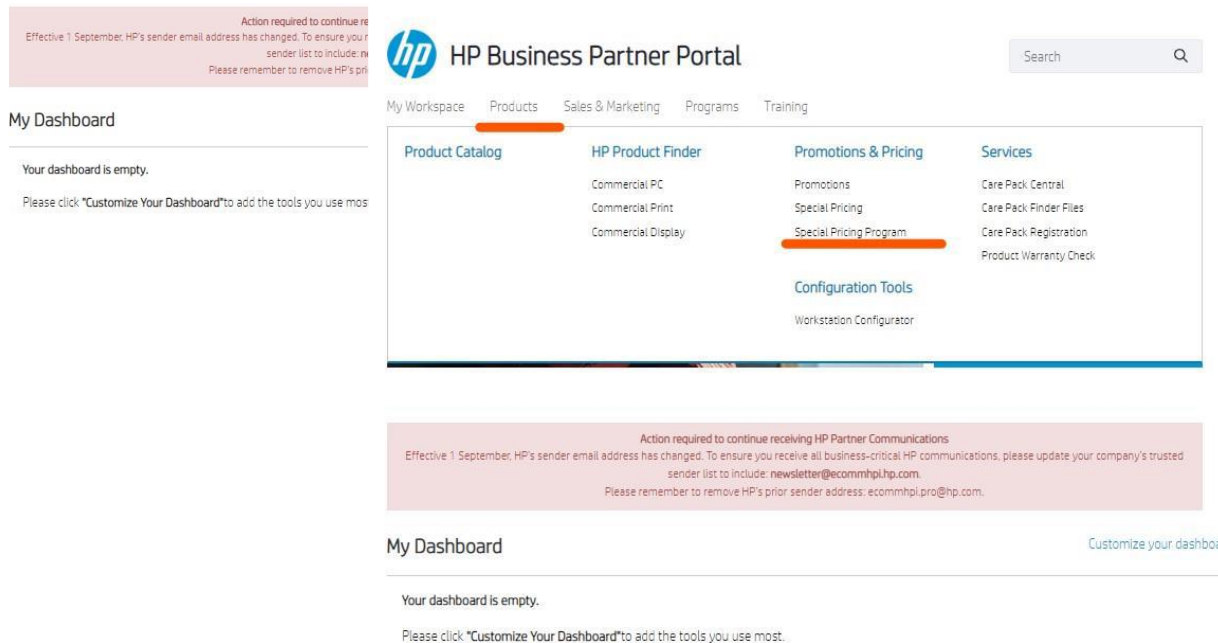 Action required to continue re
Effective 1 September, HP's sender email address has changed. To ensure you r
sender list to include: n
Please remember to remove HP's pri
My Dashboard
Your dashboard is empty.
Please click "Customize Your Dashboard"to add the tools you use mos
hp HP Business Partner Portal
Search
My Workspace Products Sales & Marketing Programs Training
Product Catalog HP Product Finder Promotions & Pricing Services
Commercial PC Promotions Care Pack Central
Commercial Print Special Pricing Care Pack Finder Files
Commercial Display Special Pricing Program Care Pack Registration
Product Warranty Check
Configuration Tools
Workstation Configurator
Action required to continue receiving HP Partner Communications
Effective 1 September, HP's sender email address has changed. To ensure you receive all business-critical HP communications, please update your company's trusted
sender list to include: newsletter@ecommhpi.hp.com.
Please remember to remove HP's prior sender address: ecommhpi.pro@hp.com.
My Dashboard Customize your dashboa
Your dashboard is empty.
Please click "Customize Your Dashboard"to add the tools you use most.